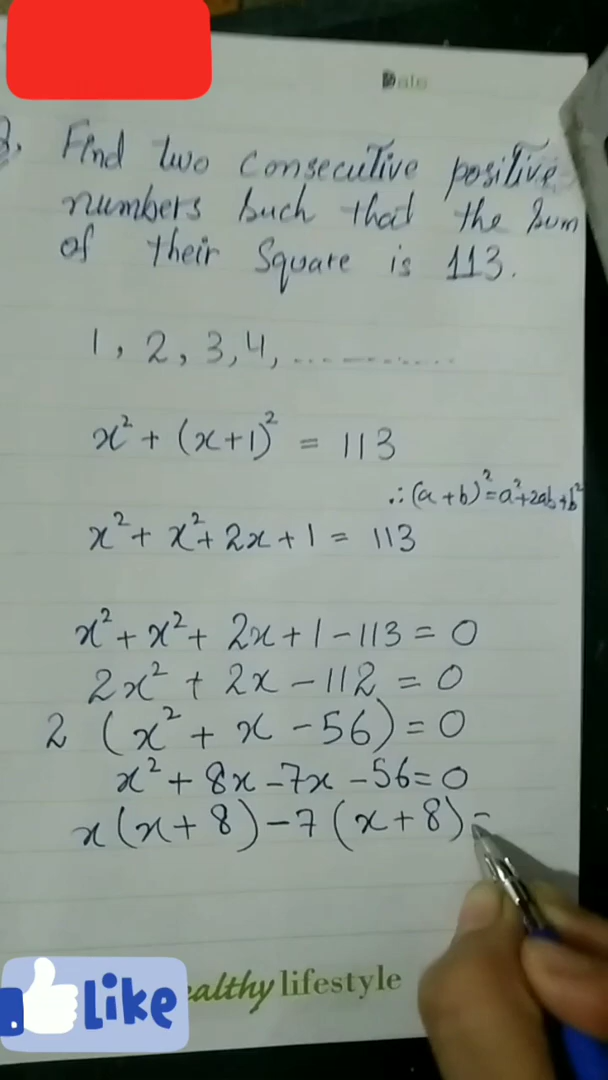 Date
Find two consecutive positive
numbers such that the sum
of their Square is 113.
1, 2, 3, 4, ..............
x² + (x+1)² = 113
∴ (a+b)² = a²+2ab+b²
x² + x² + 2x + 1 = 113
x² + x² + 2x + 1 - 113 = 0
2x² + 2x - 112 = 0
2 (x² + x - 56) = 0
x² + 8x - 7x - 56 = 0
x(x+8) - 7(x+8) =
ealthy lifestyle
Like